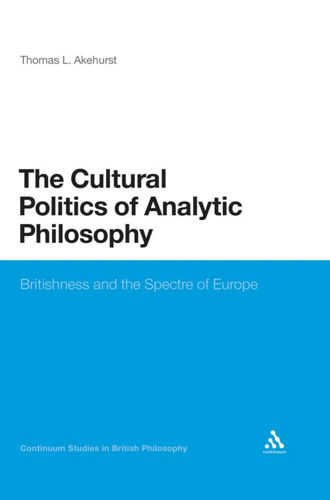 Thomas L. Akehurst
The Cultural
Politics of Analytic
Philosophy
Britishness and the Spectre of Europe
Continuum Studies in British Philosophy
continuum